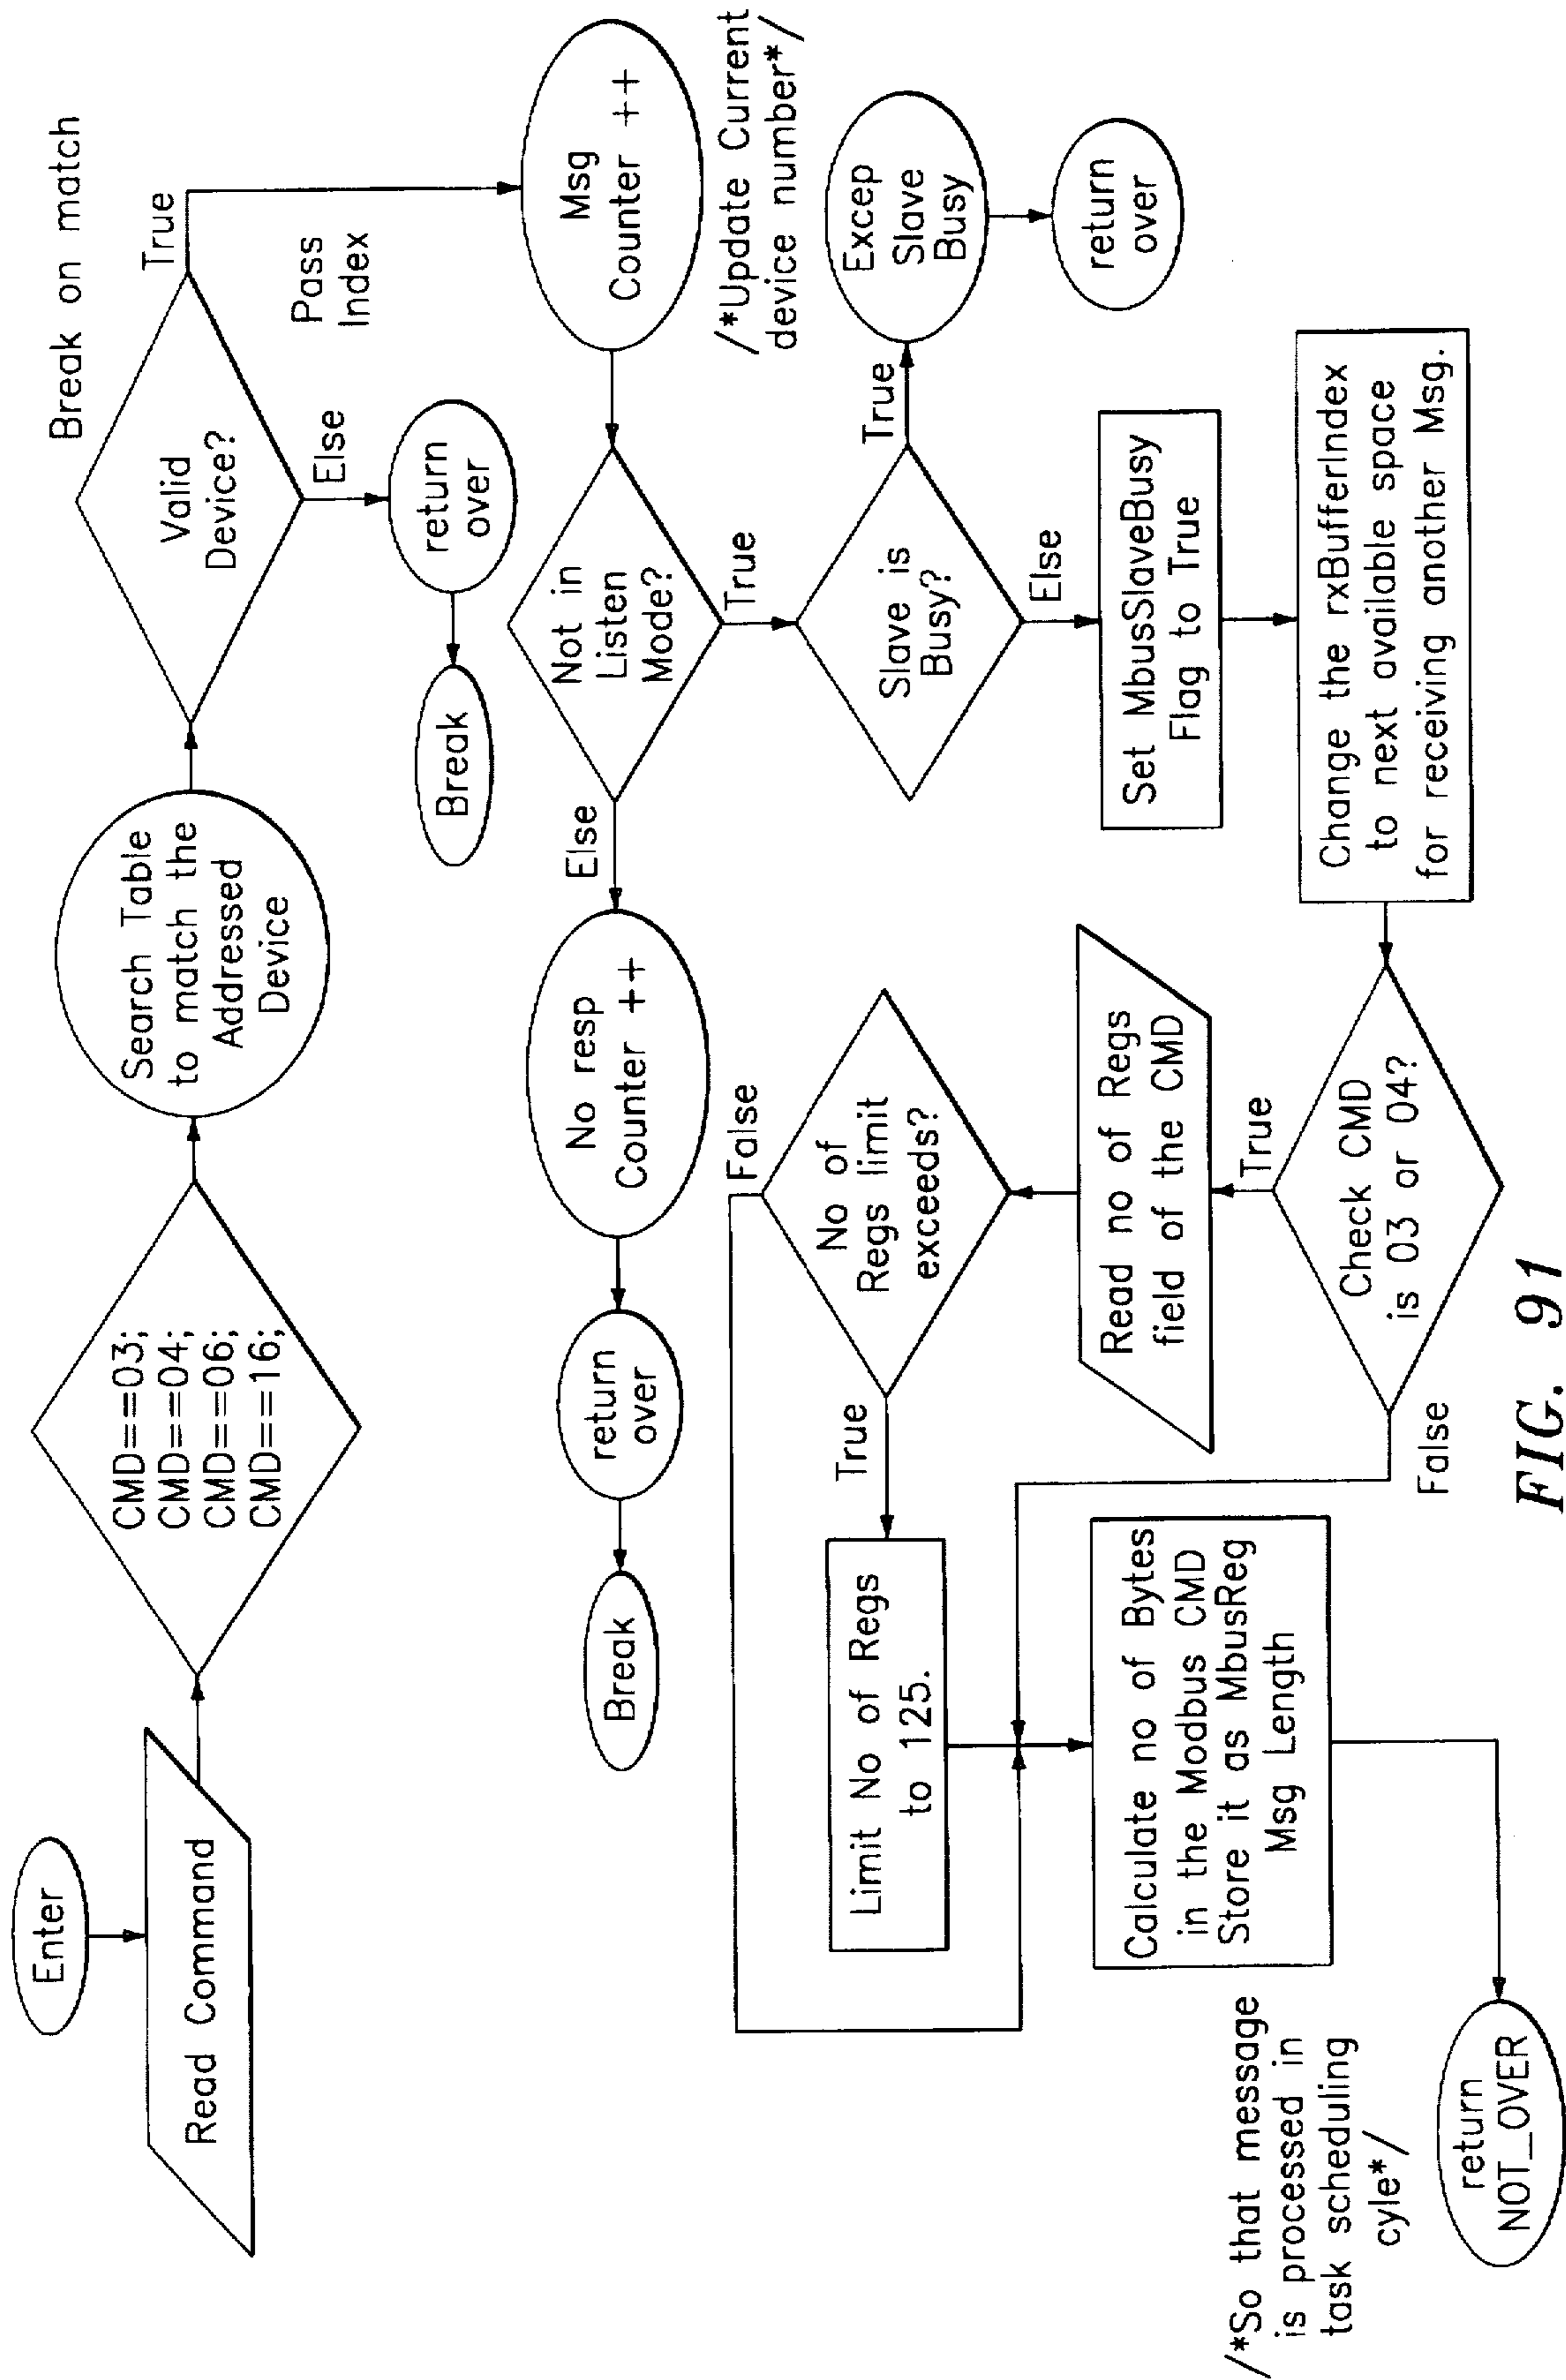 Enter
Read Command
CMD==03;
CMD==04;
CMD==06;
CMD==16;
Search Table
to match the
Addressed
Device
Valid
Device?
True
Break on match
Pass
Index
Else
return
over
Break
Msg
Counter ++
/*Update Current
device number*/
Not in
Listen
Mode?
Else
No resp
Counter ++
return
over
Break
True
Slave is
Busy?
True
Excep
Slave
Busy
return
over
Else
Set MbusSlaveBusy
Flag to True
Change the rxBufferIndex
to next available space
for receiving another Msg.
Check CMD
is 03 or 04?
True
Read no of Regs
field of the CMD
No of
Regs limit
exceeds?
False
True
Limit No of Regs
to 125.
False
Calculate no of Bytes
in the Modbus CMD
Store it as MbusReg
Msg Length
/*So that message
is processed in
task scheduling
cyle*/
return
NOT_OVER
FIG. 91